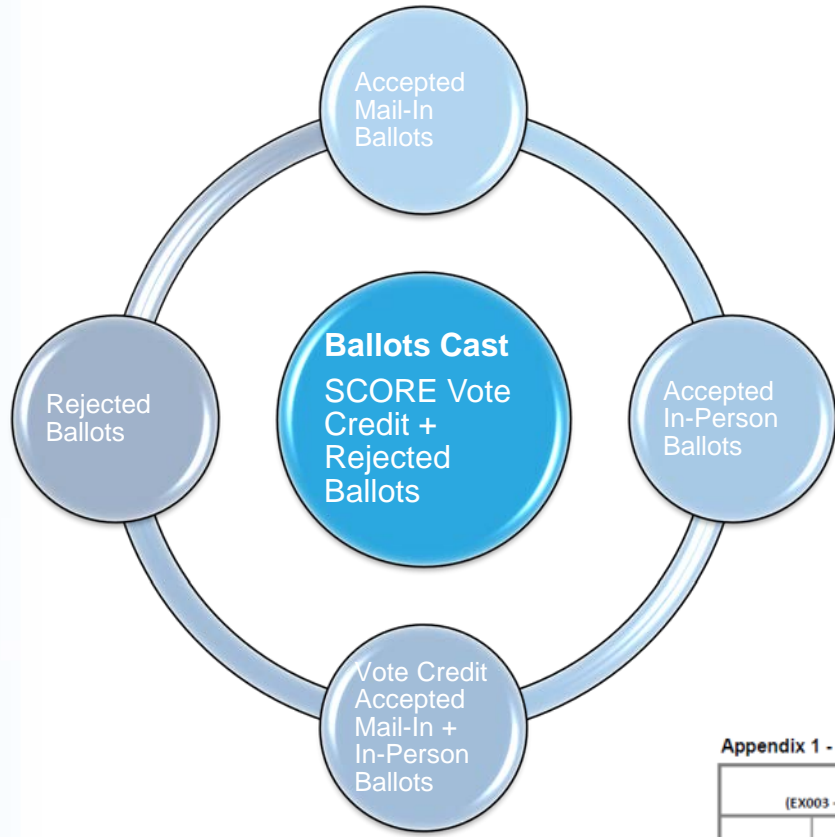 Accepted
Mail-In
Ballots
Ballots Cast
SCORE Vote
Credit +
Rejected
Ballots
Rejected
Ballots
Accepted
In-Person
Ballots
Vote Credit
Accepted
Mail-In +
In-Person
Ballots
Appendix 1 -
(EX003